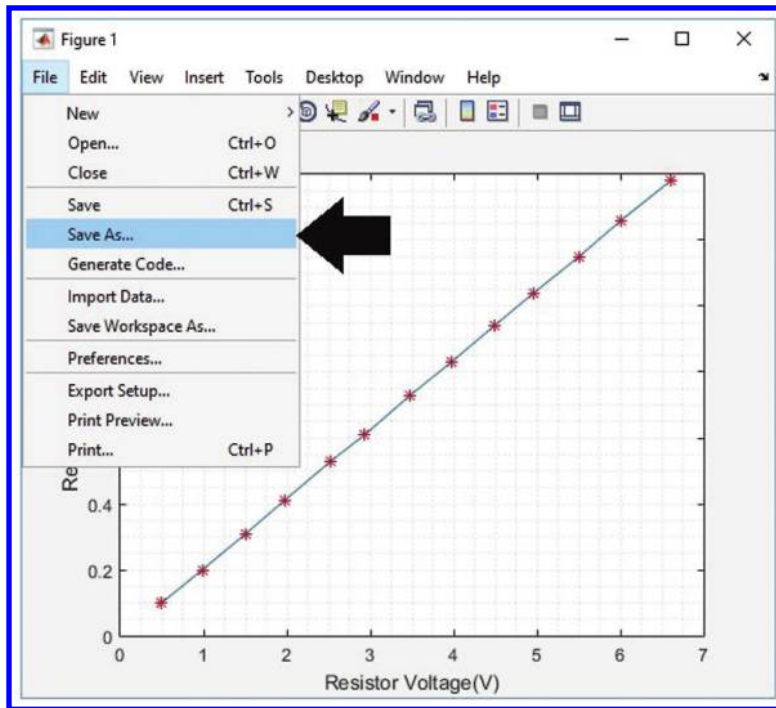 Figure 1
File Edit View Insert Tools Desktop Window Help
New
Open... Ctrl+O
Close Ctrl+W
Save Ctrl+S
Save As...
Generate Code...
Import Data...
Save Workspace As...
Preferences...
Export Setup...
Print Preview...
Print... Ctrl+P
Re
0.4
0.2
0
0 1 2 3 4 5 6 7
Resistor Voltage(V)